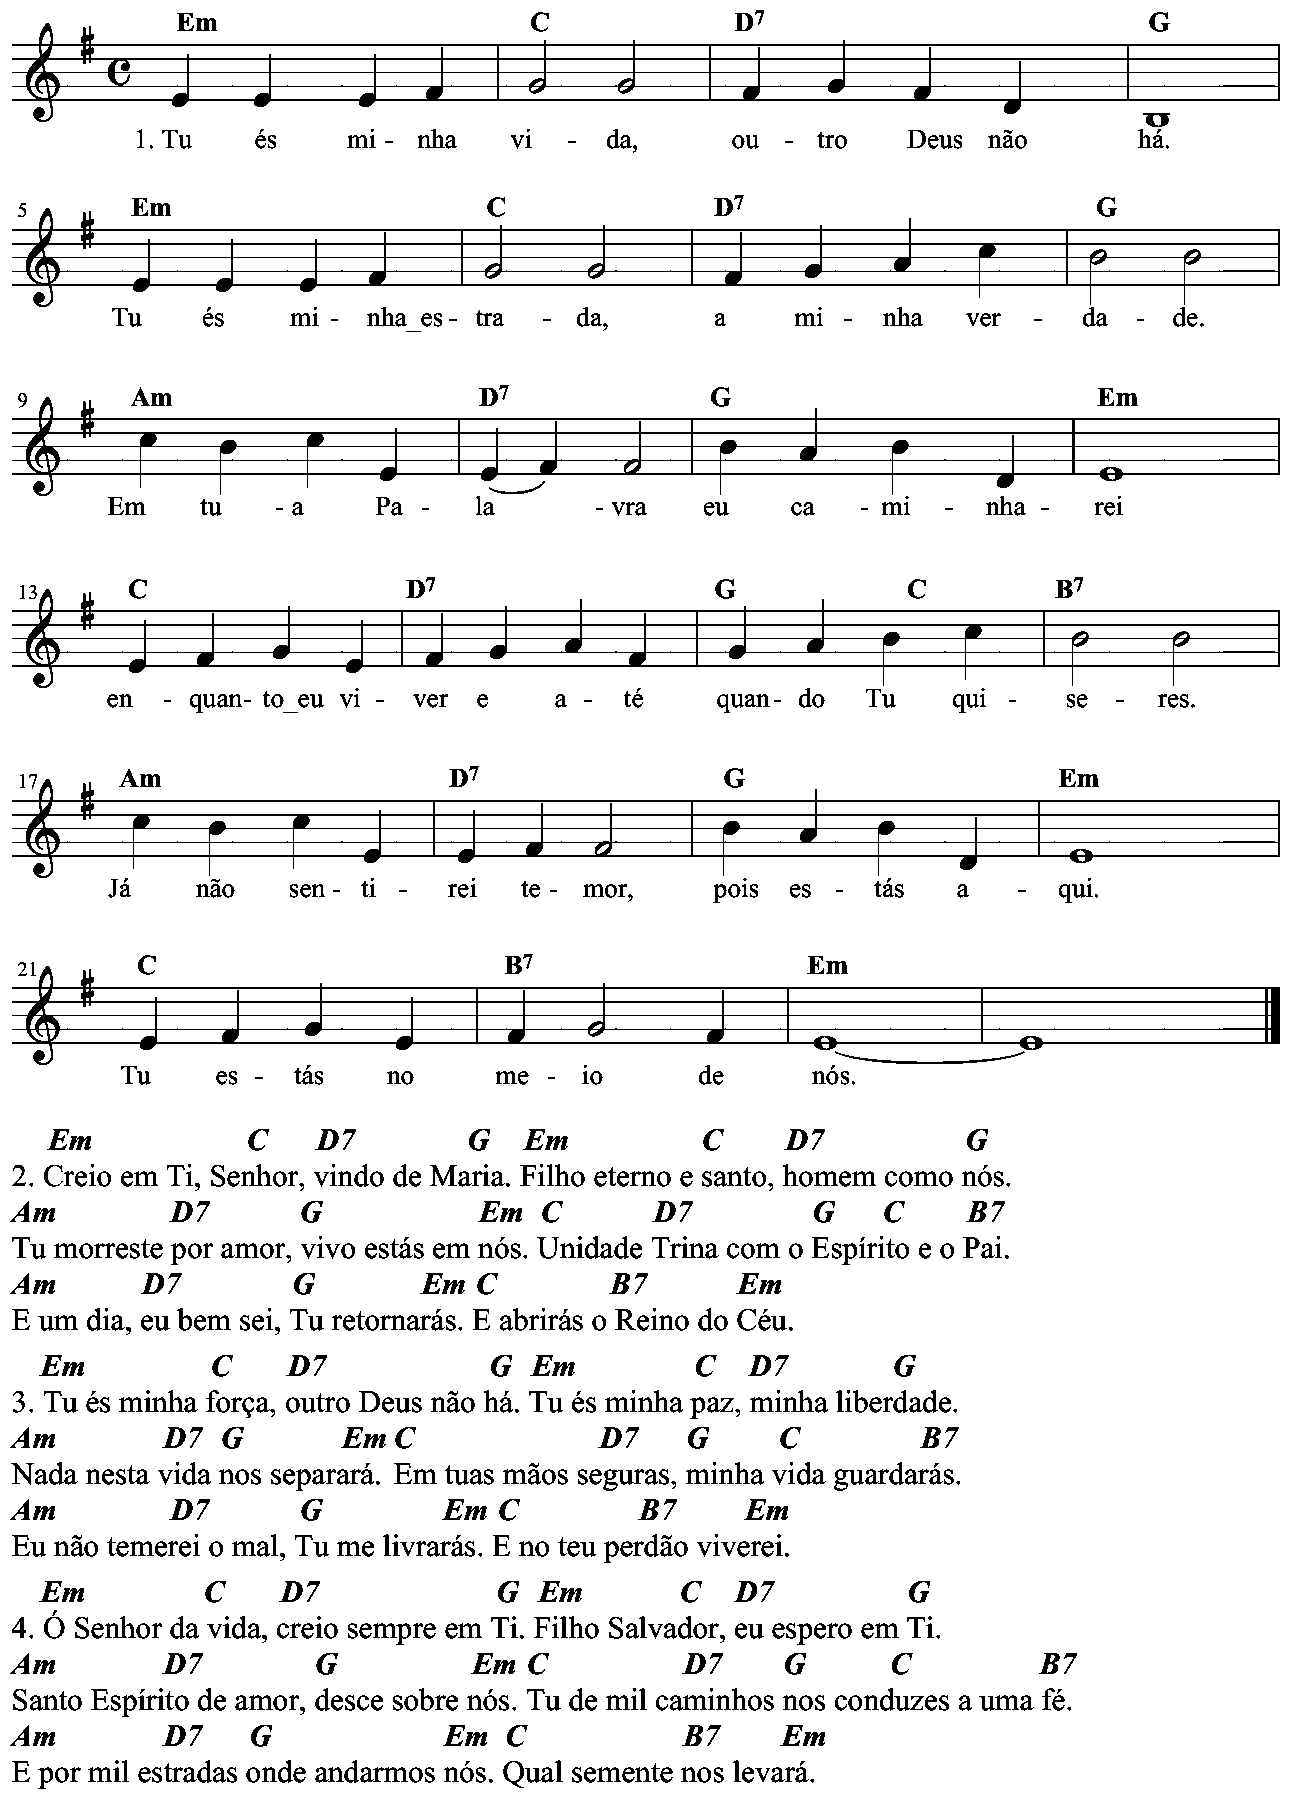 Em C D7 G
1. Tu és mi - nha vi - da, ou - tro Deus não há.
5 Em C D7 G
Tu és mi - nha_es - tra - da, a mi - nha ver - da - de.
9 Am D7 G Em
Em tu - a Pa - la - vra eu ca - mi - nha - rei
13 C D7 G C B7
en - quan- to_eu vi - ver e a - té quan- do Tu qui - se - res.
17 Am D7 G Em
Já não sen - ti - rei te - mor, pois es - tás a - qui.
21 C B7 Em
Tu es - tás no me - io de nós.
Em C D7 G Em C D7 G
2. Creio em Ti, Senhor, vindo de Maria. Filho eterno e santo, homem como nós.
Am D7 G Em C D7 G C B7
Tu morreste por amor, vivo estás em nós. Unidade Trina com o Espírito e o Pai.
Am D7 G Em C B7 Em
E um dia, eu bem sei, Tu retornarás. E abrirás o Reino do Céu.
Em C D7 G Em C D7 G
3. Tu és minha força, outro Deus não há. Tu és minha paz, minha liberdade.
Am D7 G Em C D7 G C B7
Nada nesta vida nos separará. Em tuas mãos seguras, minha vida guardarás.
Am D7 G Em C B7 Em
Eu não temerei o mal, Tu me livrarás. E no teu perdão viverei.
Em C D7 G Em C D7 G
4. Ó Senhor da vida, creio sempre em Ti. Filho Salvador, eu espero em Ti.
Am D7 G Em C D7 G C B7
Santo Espírito de amor, desce sobre nós. Tu de mil caminhos nos conduzes a uma fé.
Am D7 G Em C B7 Em
E por mil estradas onde andarmos nós. Qual semente nos levará.